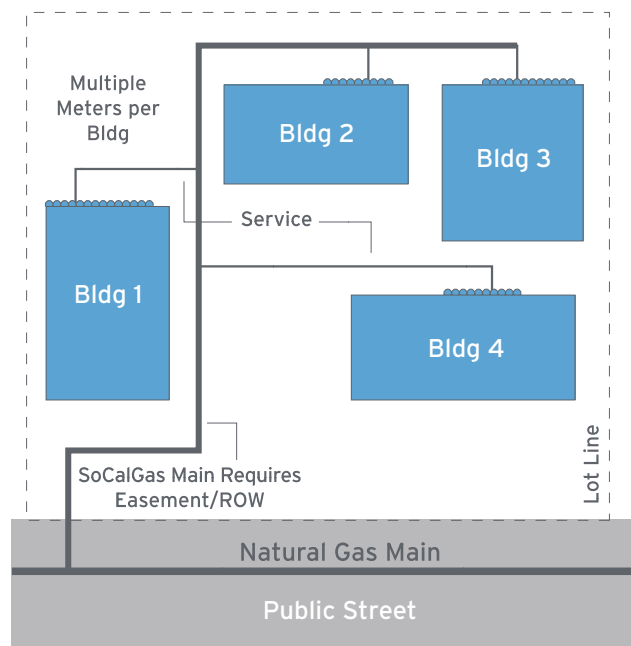 Multiple
Meters per
Bldg
Bldg 2
Bldg 3
Service
Bldg 1
Bldg 4
Lot Line
SoCalGas Main Requires
Easement/ROW
Natural Gas Main
Public Street